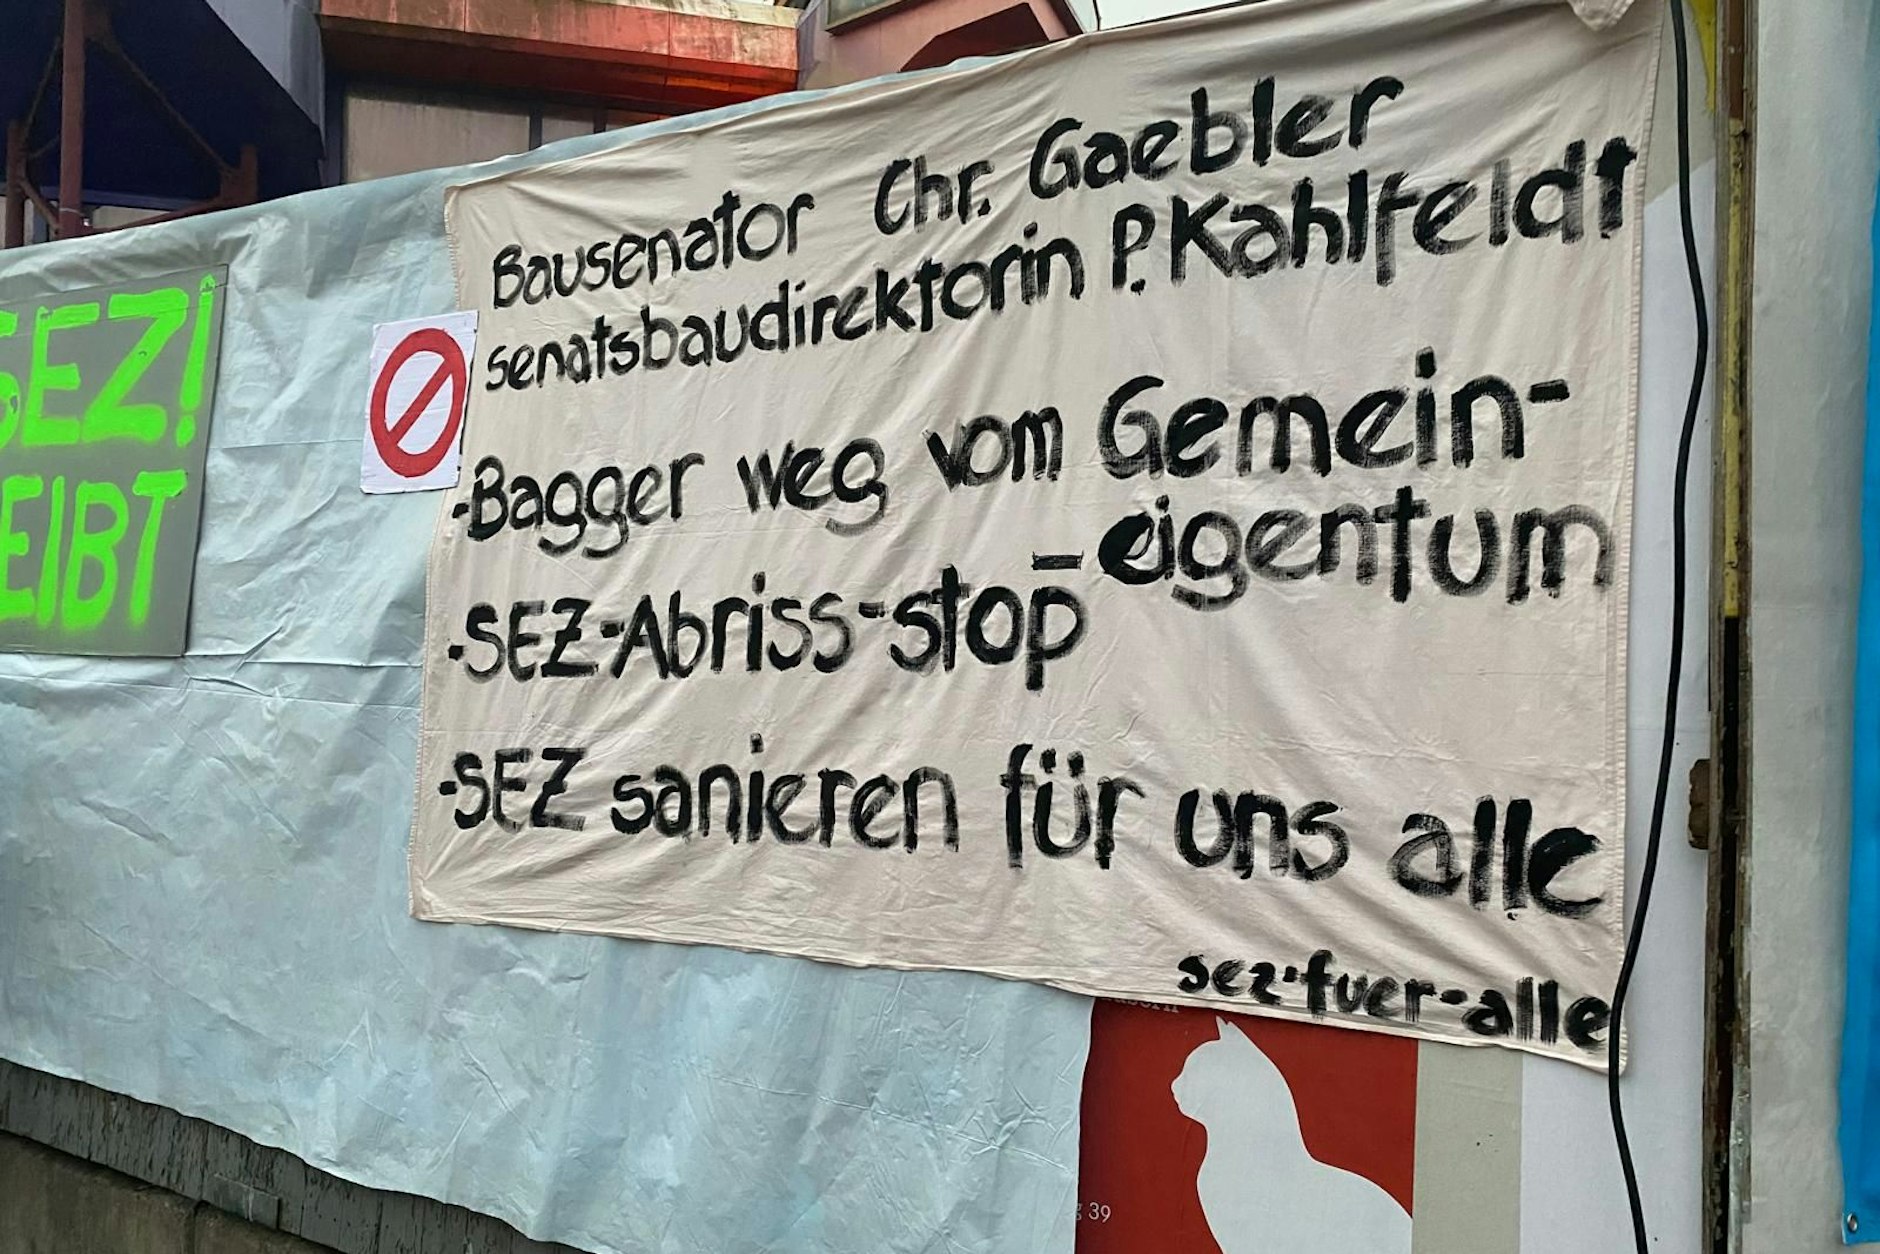 SEZ!
EIBT
Bausenator Chr. Gaebler
senatsbaudirektorin P. Kahlfeldt
-Bagger weg vom Gemein-
eigentum
-SEZ-Abriss-stop
-SEZ sanieren für uns alle
sez-fuer-alle
39